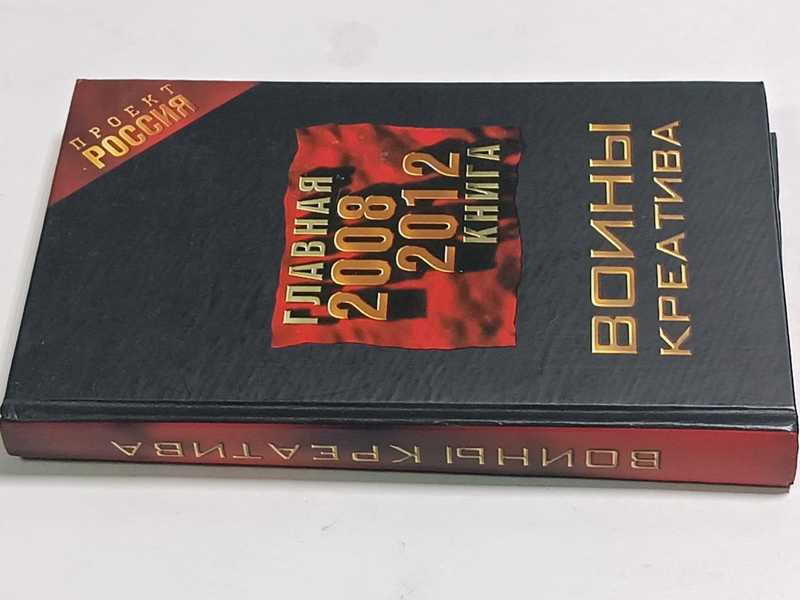 ПРОЕКТ
РОССИЯ
ГЛАВНАЯ
2008
2012
КНИГА
ВОИНЫ
КРЕАТИВА
ВОИНЫ КРЕАТИВА